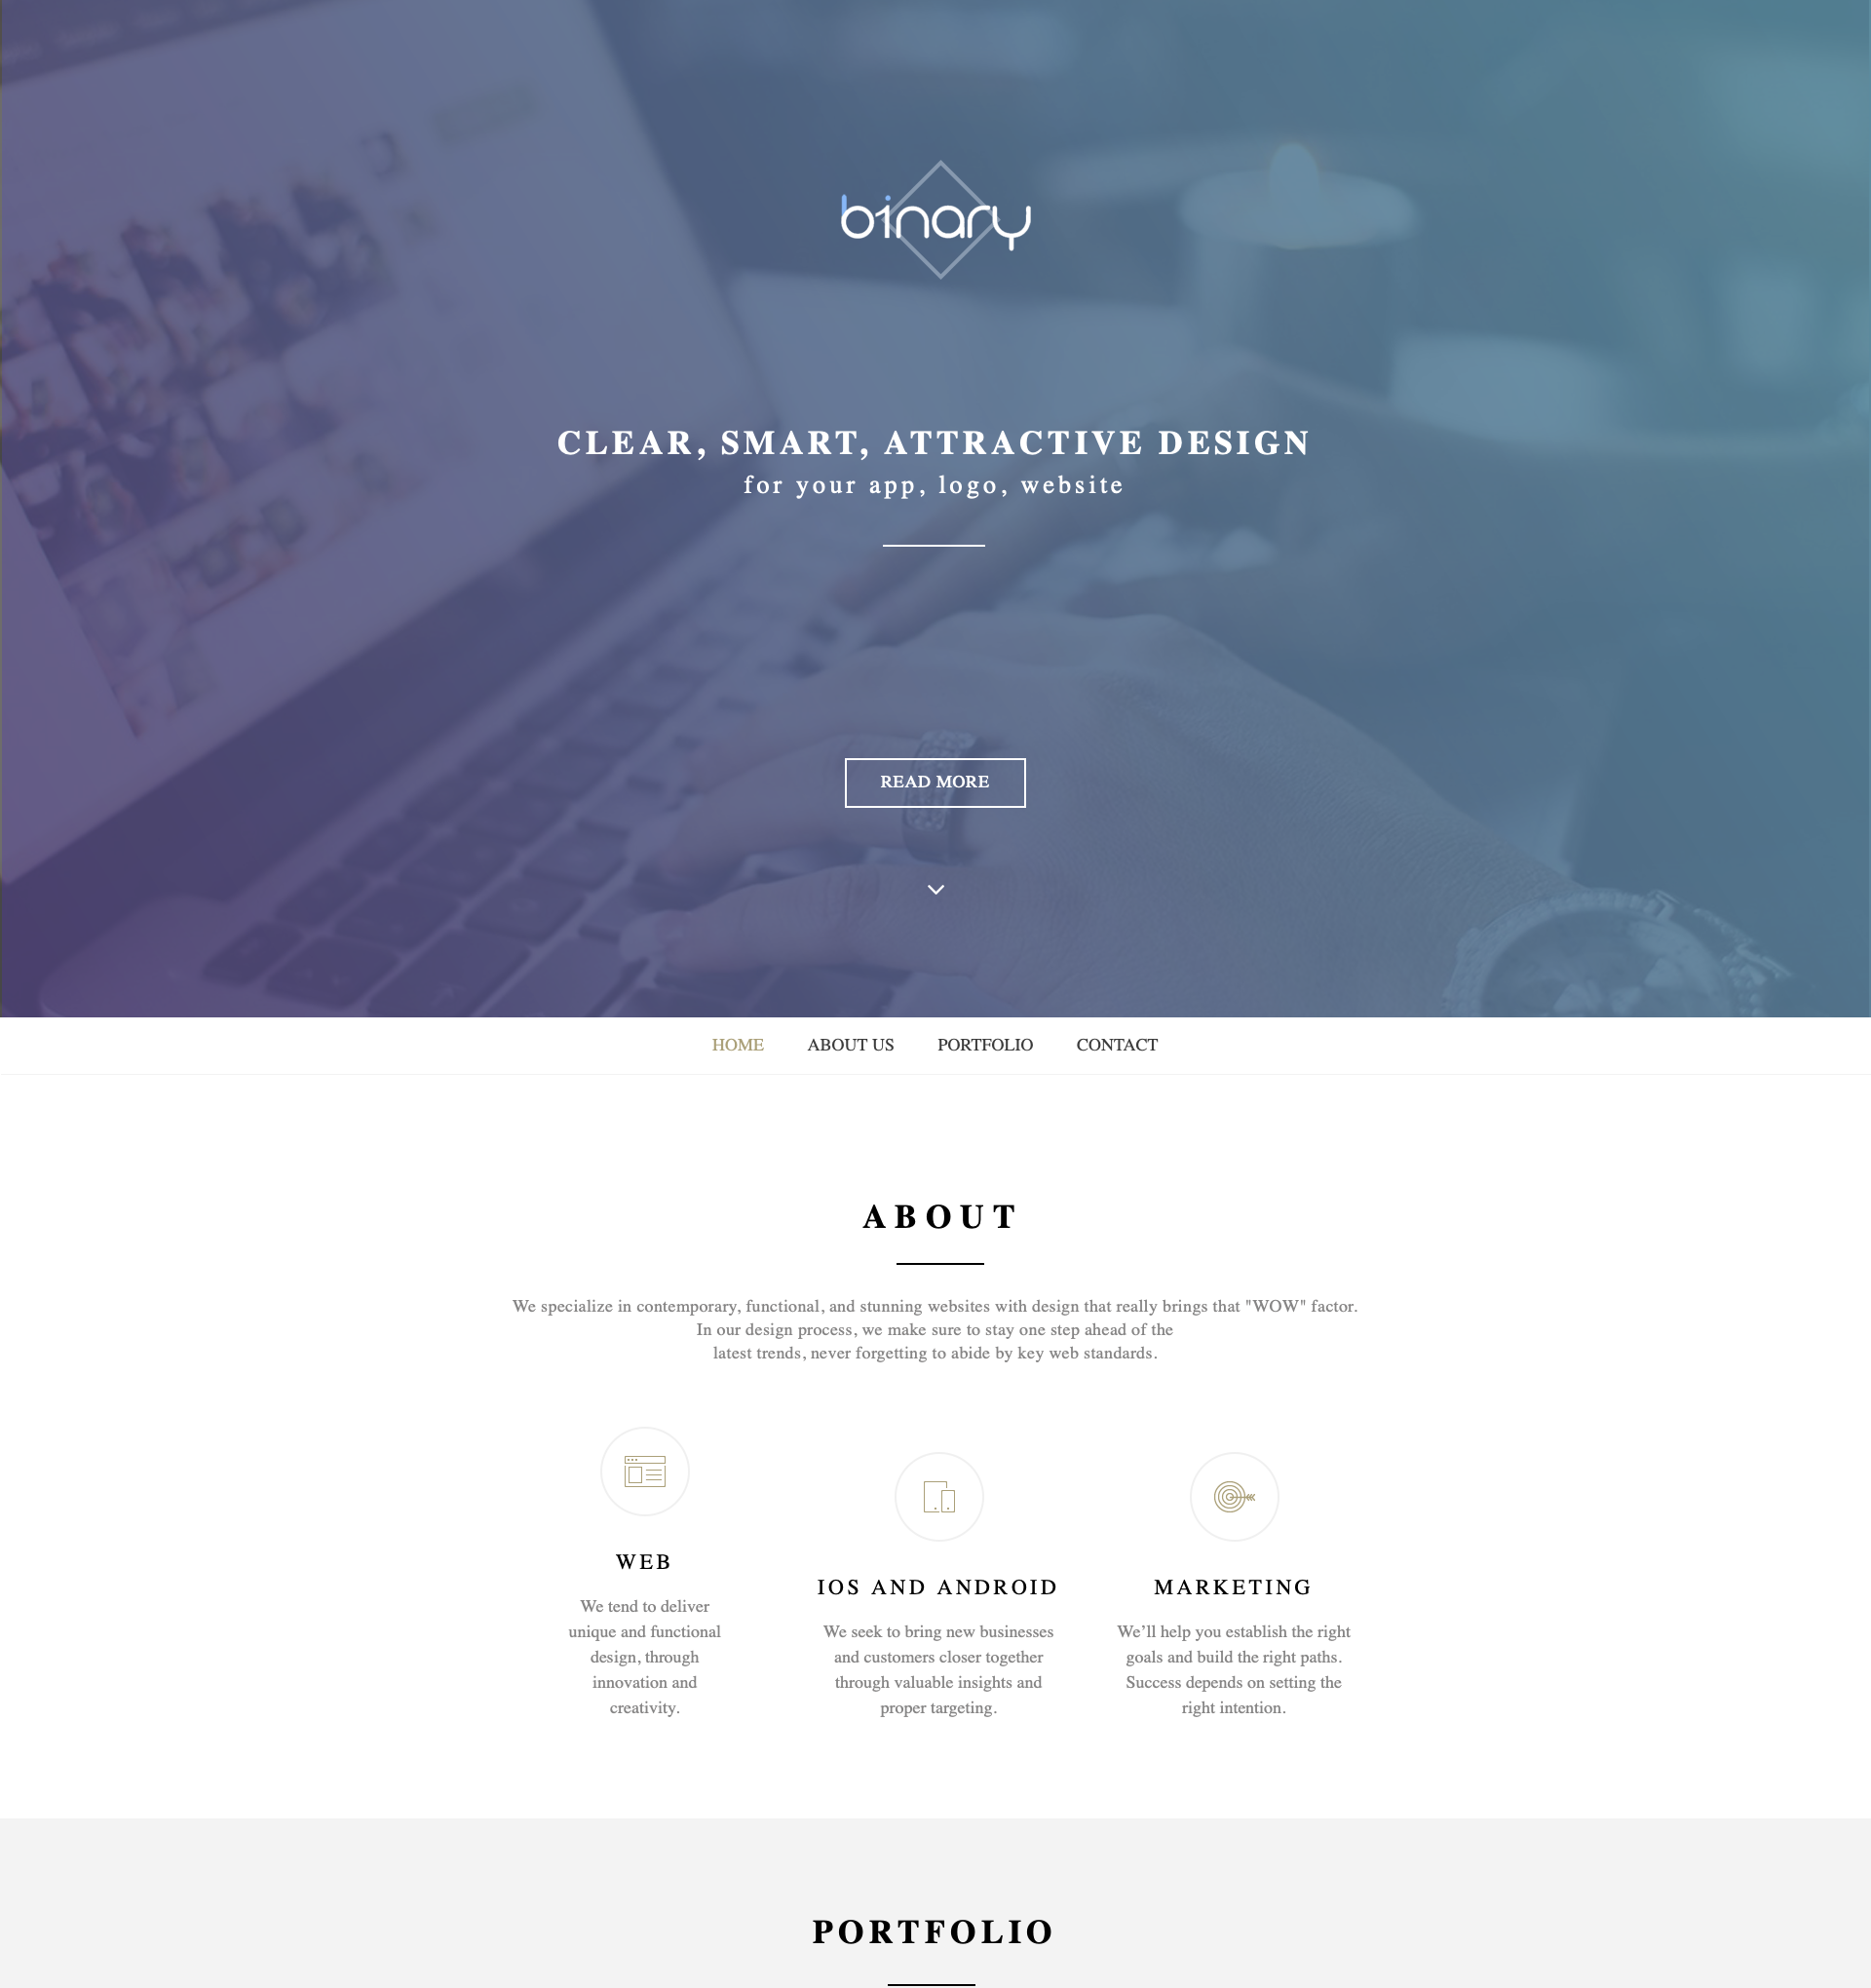 binary
CLEAR, SMART, ATTRACTIVE DESIGN
for your app, logo, website
READ MORE
HOME ABOUT US PORTFOLIO CONTACT
ABOUT
We specialize in contemporary, functional, and stunning websites with design that really brings that "WOW" factor.
In our design process, we make sure to stay one step ahead of the
latest trends, never forgetting to abide by key web standards.
WEB
We tend to deliver
unique and functional
design, through
innovation and
creativity.
IOS AND ANDROID
We seek to bring new businesses
and customers closer together
through valuable insights and
proper targeting.
MARKETING
We’ll help you establish the right
goals and build the right paths.
Success depends on setting the
right intention.
PORTFOLIO